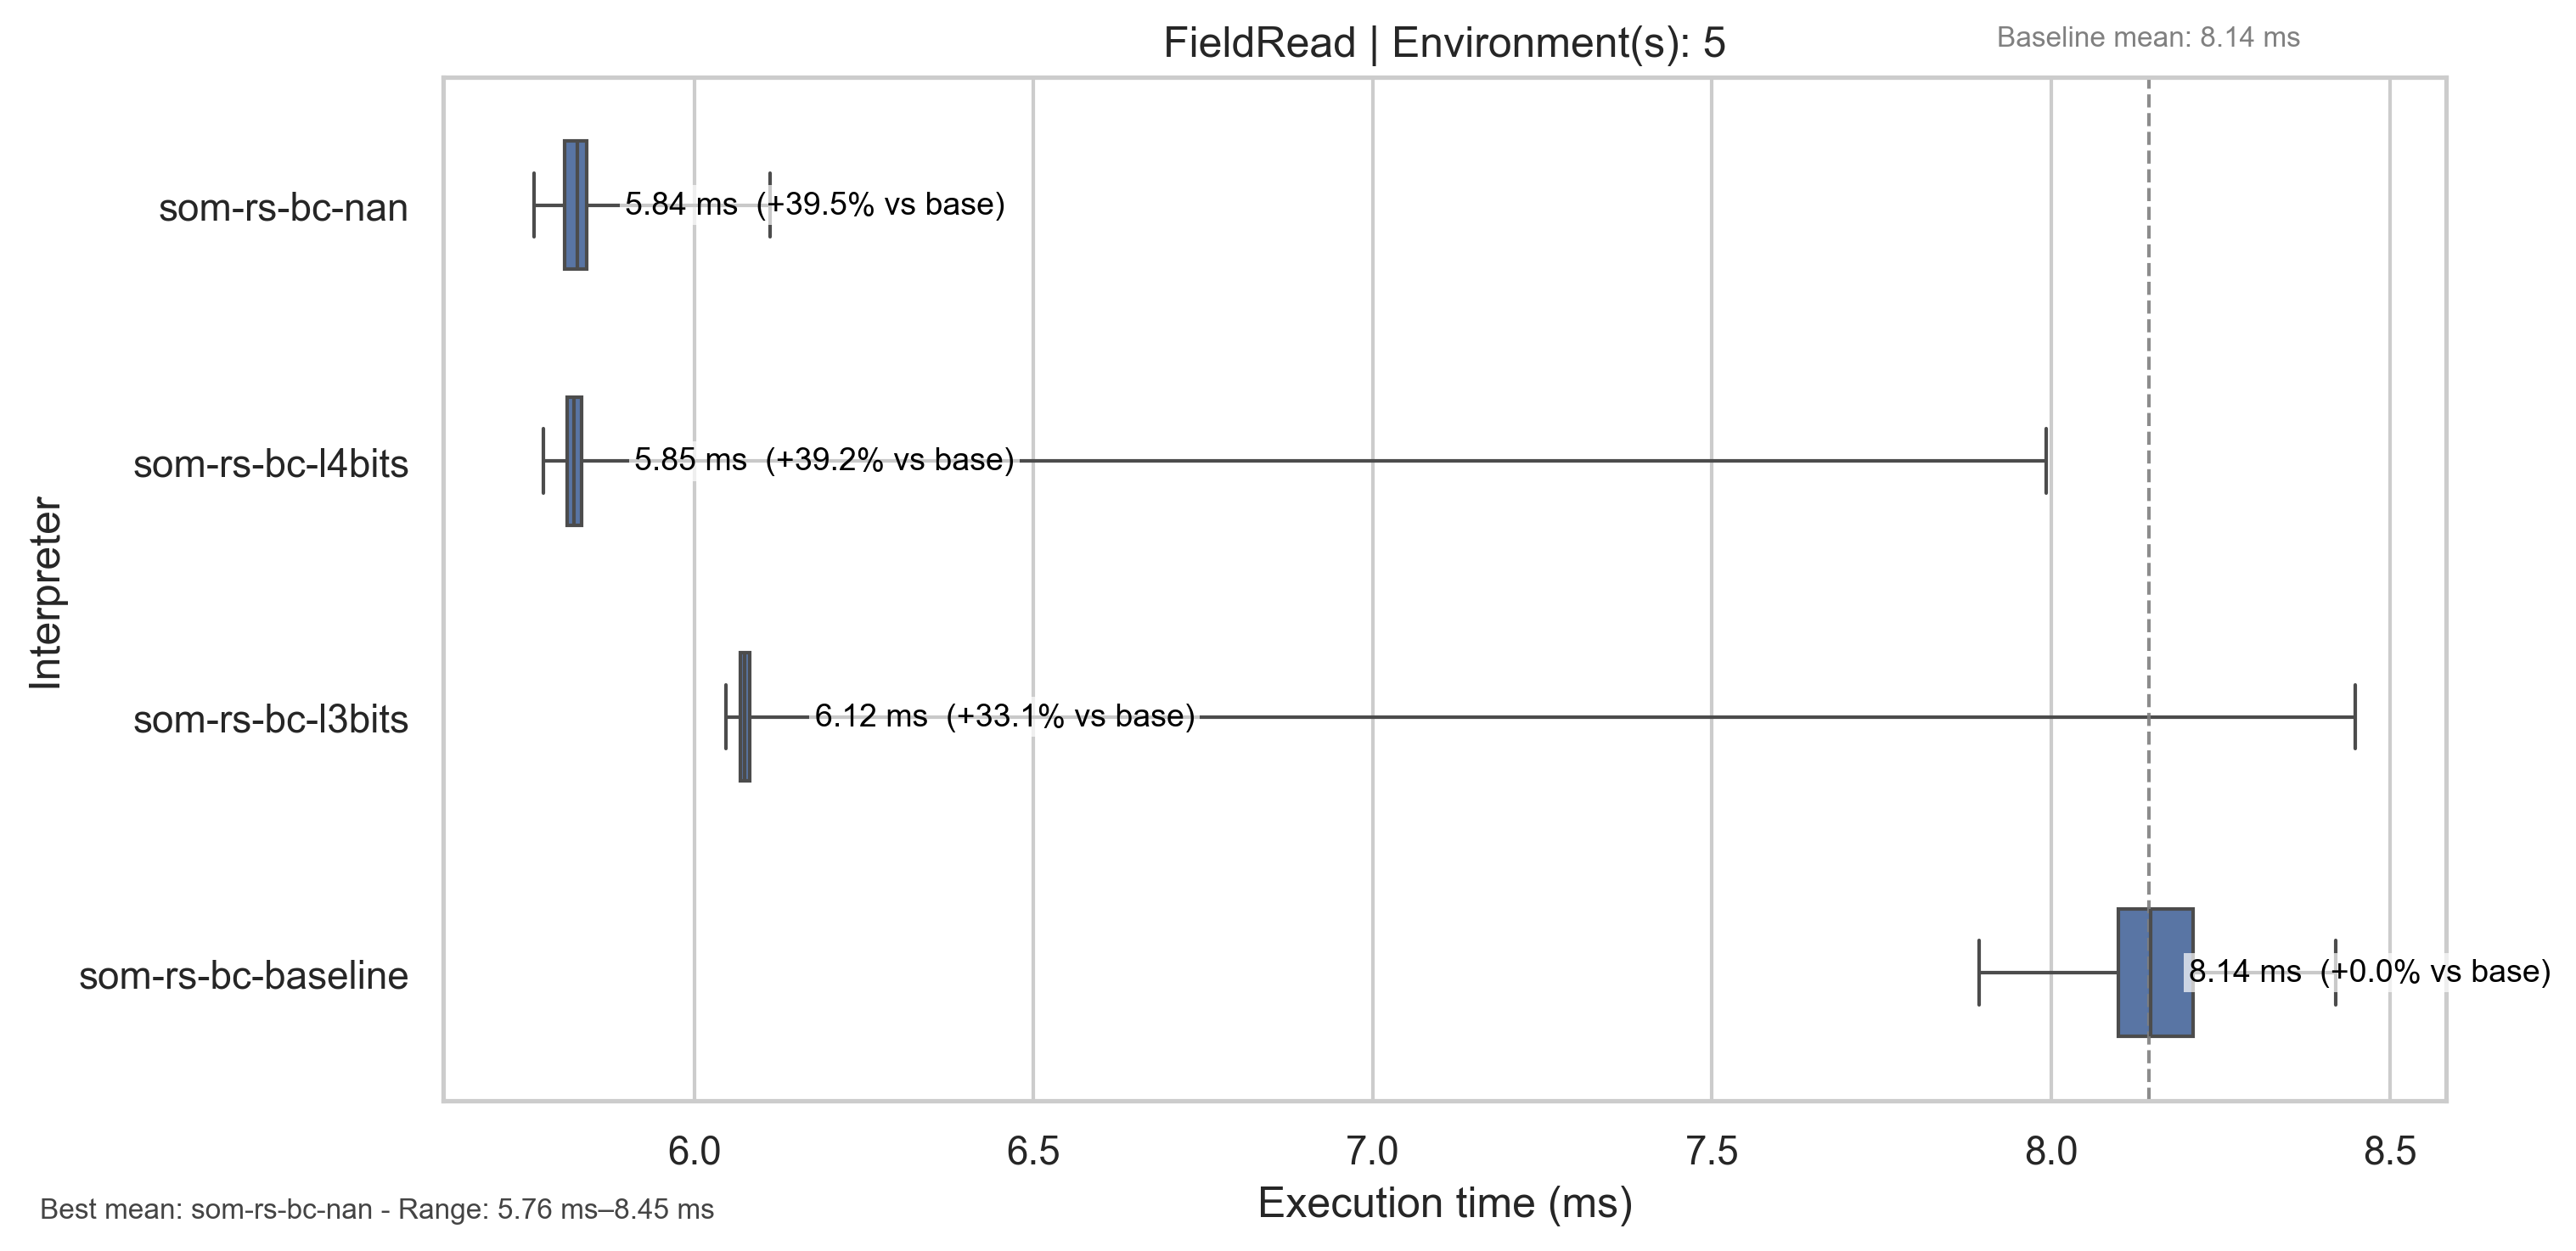 FieldRead | Environment(s): 5
Baseline mean: 8.14 ms
som-rs-bc-nan
5.84 ms  (+39.5% vs base)
som-rs-bc-l4bits
5.85 ms  (+39.2% vs base)
som-rs-bc-l3bits
6.12 ms  (+33.1% vs base)
som-rs-bc-baseline
8.14 ms  (+0.0% vs base)
Interpreter
6.0 6.5 7.0 7.5 8.0 8.5
Execution time (ms)
Best mean: som-rs-bc-nan - Range: 5.76 ms–8.45 ms